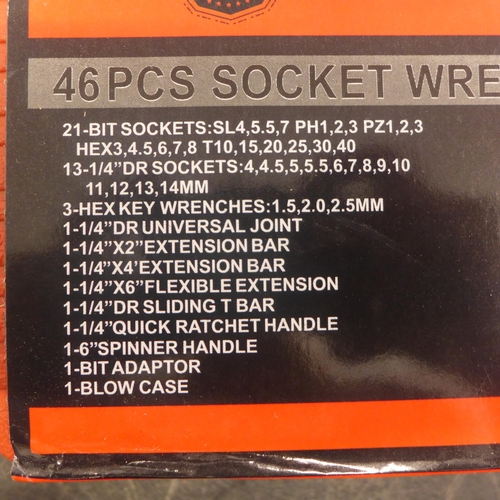 46PCS SOCKET WRE
21-BIT SOCKETS:SL4,5.5,7 PH1,2,3 PZ1,2,3
HEX3,4.5,6,7,8 T10,15,20,25,30,40
13-1/4”DR SOCKETS:4,4.5,5,5.5,6,7,8,9,10
11,12,13,14MM
3-HEX KEY WRENCHES:1.5,2.0,2.5MM
1-1/4”DR UNIVERSAL JOINT
1-1/4”X2”EXTENSION BAR
1-1/4”X4'EXTENSION BAR
1-1/4”X6”FLEXIBLE EXTENSION
1-1/4”DR SLIDING T BAR
1-1/4”QUICK RATCHET HANDLE
1-6”SPINNER HANDLE
1-BIT ADAPTOR
1-BLOW CASE